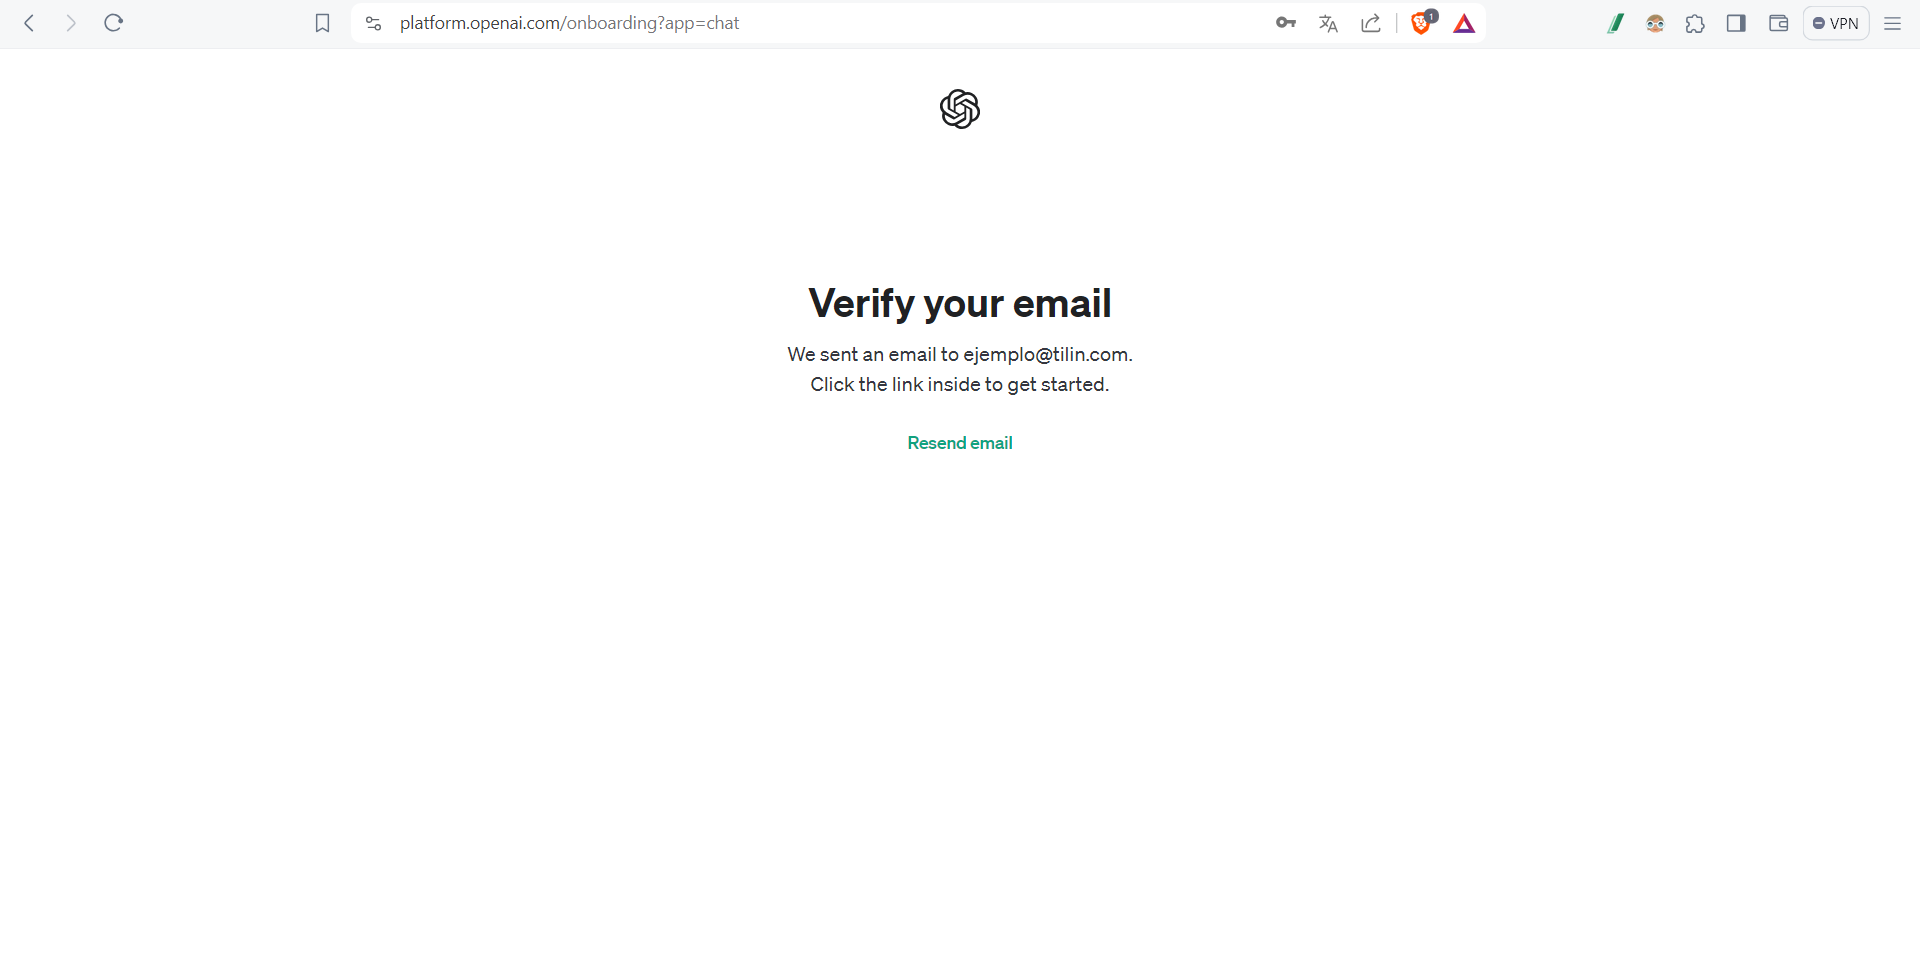 platform.openai.com/onboarding?app=chat
1
VPN
Verify your email
We sent an email to ejemplo@tilin.com.
Click the link inside to get started.
Resend email